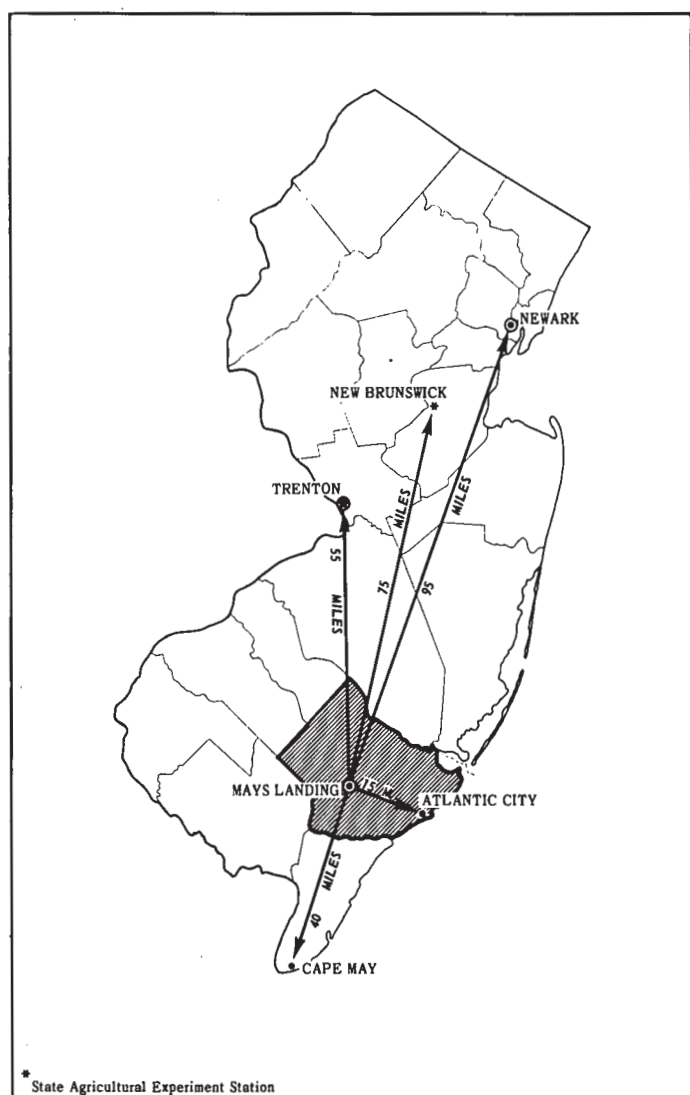 NEWARK
NEW BRUNSWICK
*
TRENTON
MILES
MILES
55
75
95
MILES
MAYS LANDING
15 M.
ATLANTIC CITY
MILES
40
CAPE MAY
* State Agricultural Experiment Station